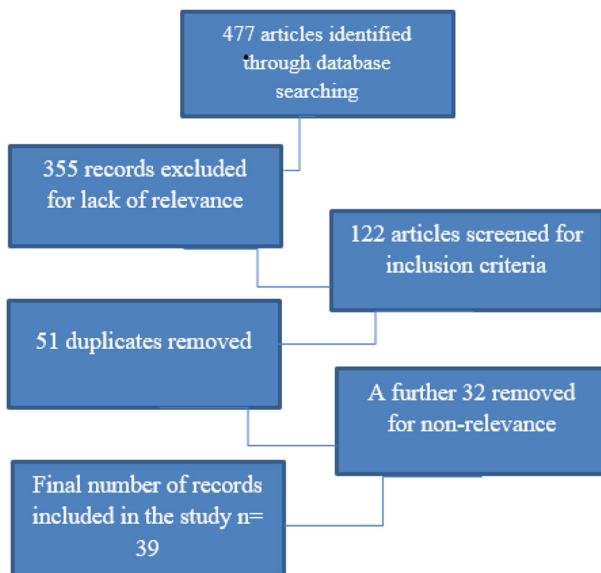 477 articles identified
through database
searching
355 records excluded
for lack of relevance
122 articles screened for
inclusion criteria
51 duplicates removed
A further 32 removed
for non-relevance
Final number of records
included in the study n=
39